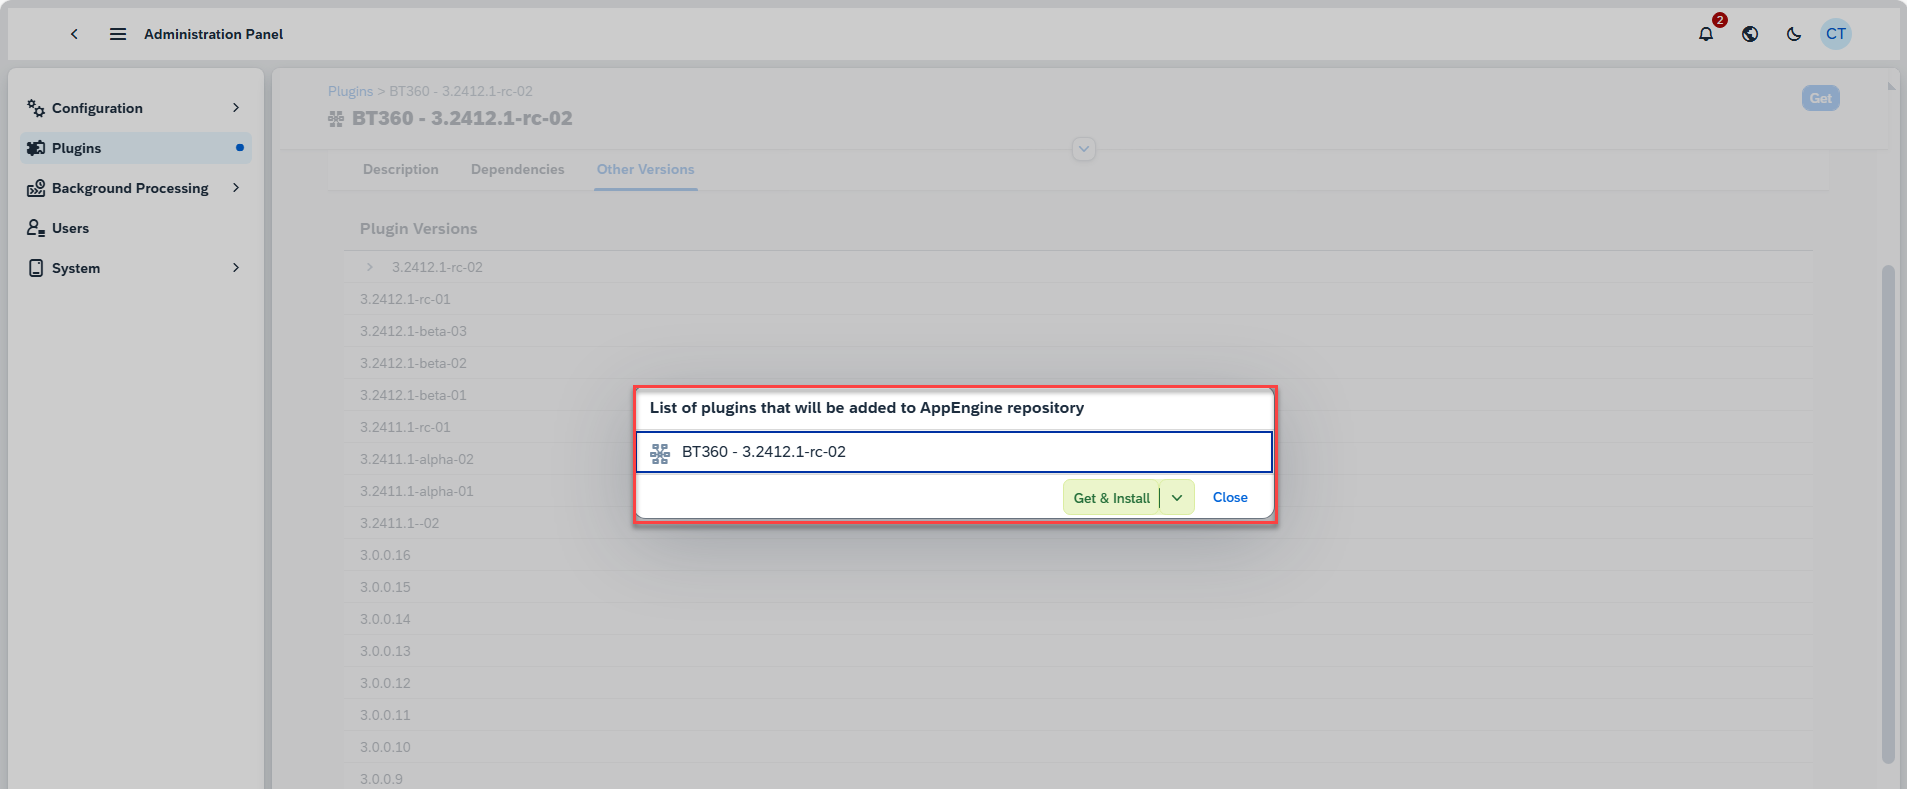 Administration Panel
2
CT
Configuration
Plugins
Background Processing
Users
System
Plugins > BT360 - 3.2412.1-rc-02
BT360 - 3.2412.1-rc-02
Get
Description
Dependencies
Other Versions
Plugin Versions
3.2412.1-rc-02
3.2412.1-rc-01
3.2412.1-beta-03
3.2412.1-beta-02
3.2412.1-beta-01
3.2411.1-rc-01
3.2411.1-alpha-02
3.2411.1-alpha-01
3.2411.1--02
3.0.0.16
3.0.0.15
3.0.0.14
3.0.0.13
3.0.0.12
3.0.0.11
3.0.0.10
3.0.0.9
List of plugins that will be added to AppEngine repository
BT360 - 3.2412.1-rc-02
Get & Install
Close